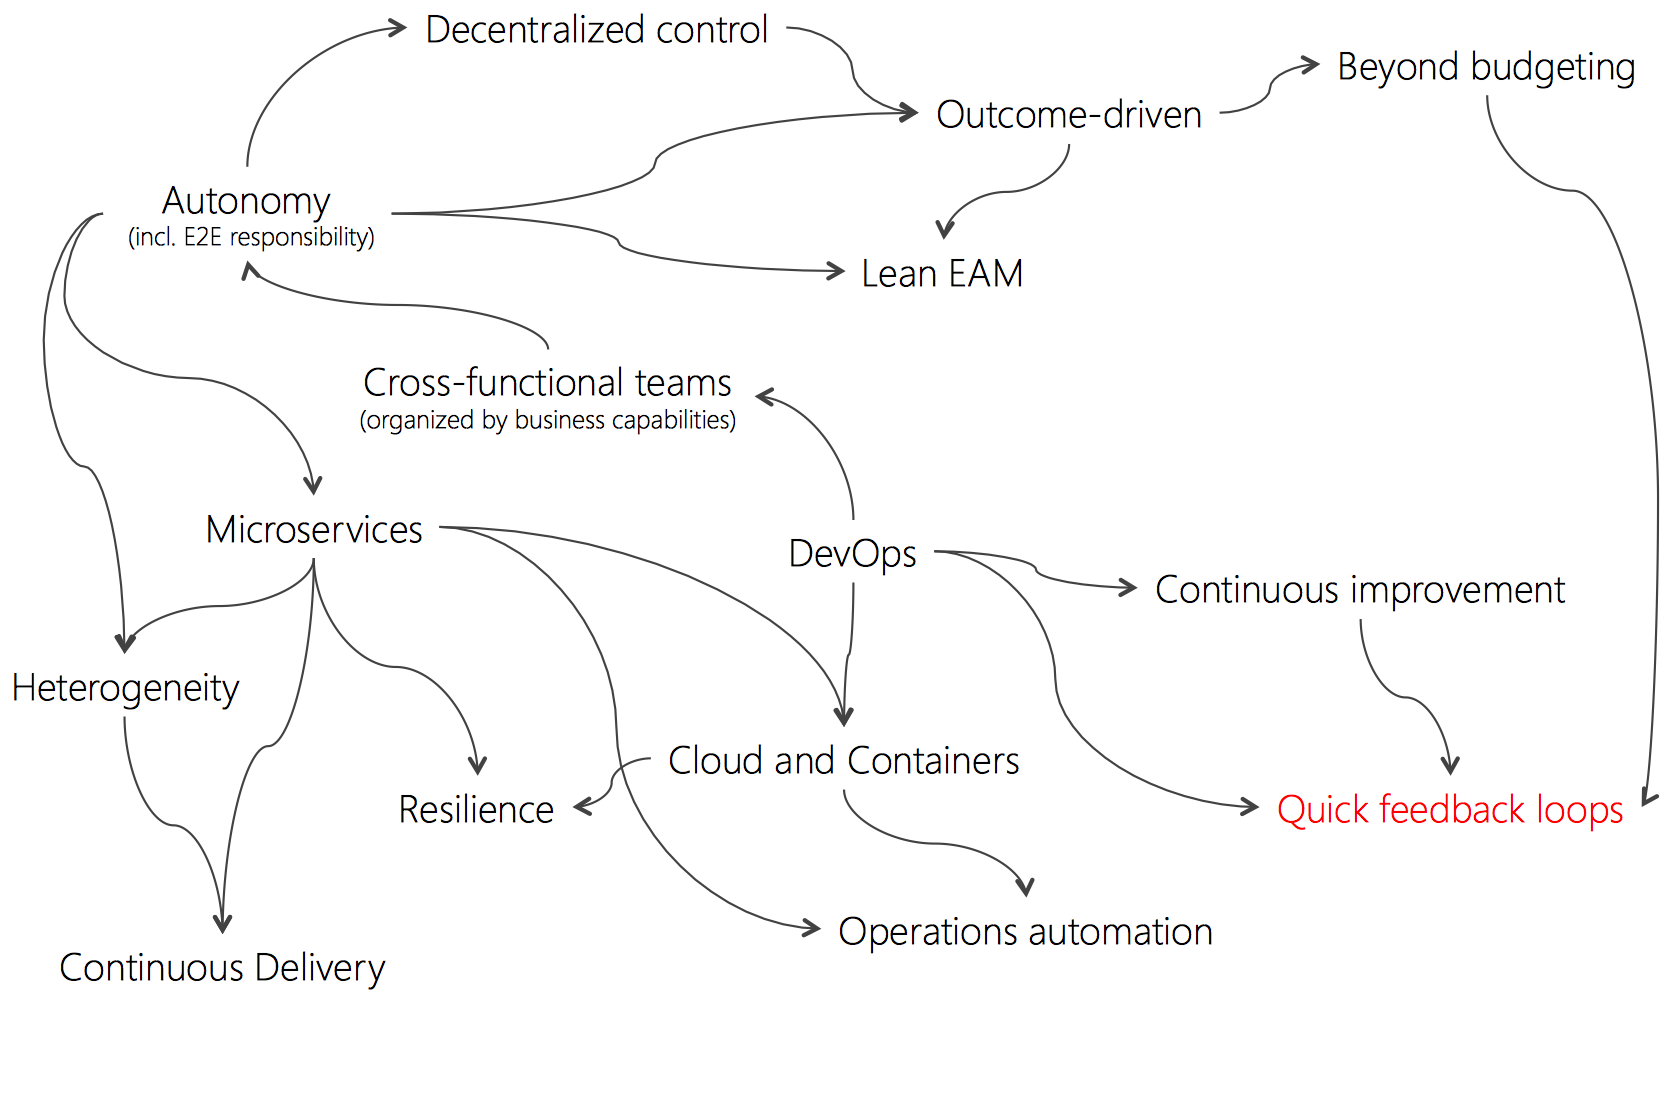 Decentralized control
Beyond budgeting
Outcome-driven
Autonomy
(incl. E2E responsibility)
Lean EAM
Cross-functional teams
(organized by business capabilities)
Microservices
DevOps
Continuous improvement
Heterogeneity
Cloud and Containers
Resilience
Quick feedback loops
Operations automation
Continuous Delivery